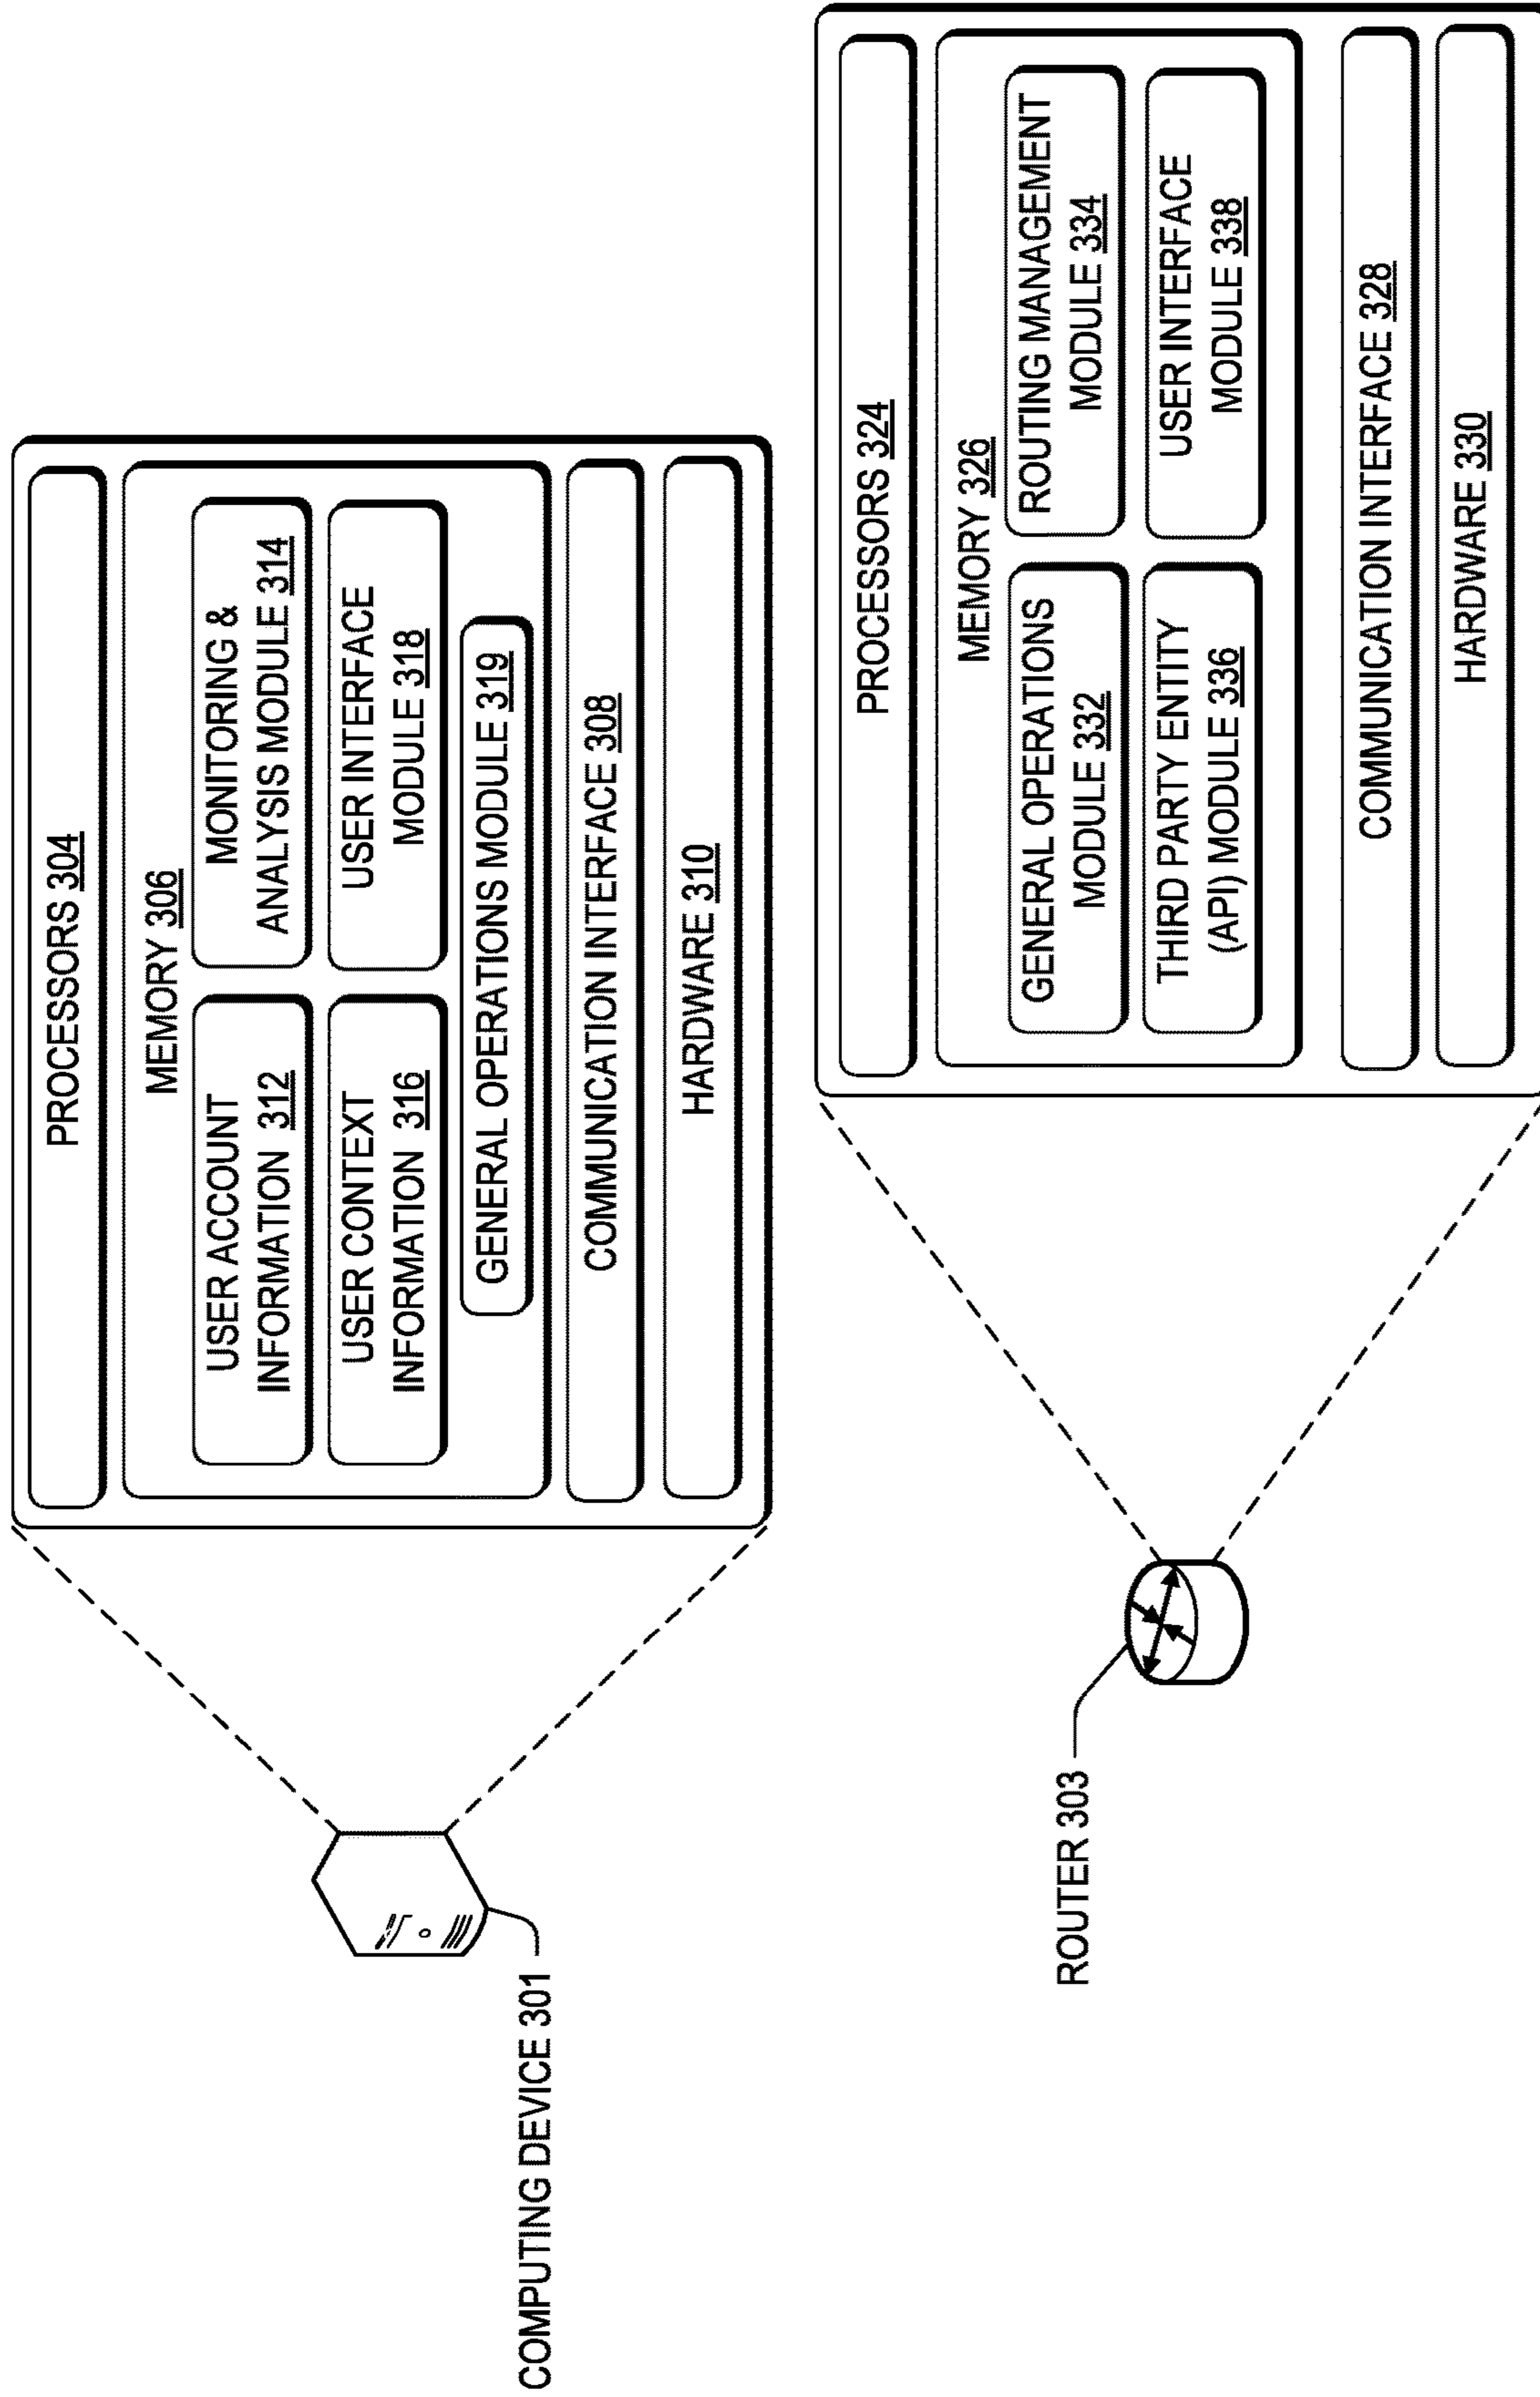 COMPUTING DEVICE 301
PROCESSORS 304
MEMORY 306
USER ACCOUNT
INFORMATION 312
MONITORING &
ANALYSIS MODULE 314
USER CONTEXT
INFORMATION 316
USER INTERFACE
MODULE 318
GENERAL OPERATIONS MODULE 319
COMMUNICATION INTERFACE 308
HARDWARE 310
ROUTER 303
PROCESSORS 324
MEMORY 326
GENERAL OPERATIONS
MODULE 332
ROUTING MANAGEMENT
MODULE 334
THIRD PARTY ENTITY
(API) MODULE 336
USER INTERFACE
MODULE 338
COMMUNICATION INTERFACE 328
HARDWARE 330